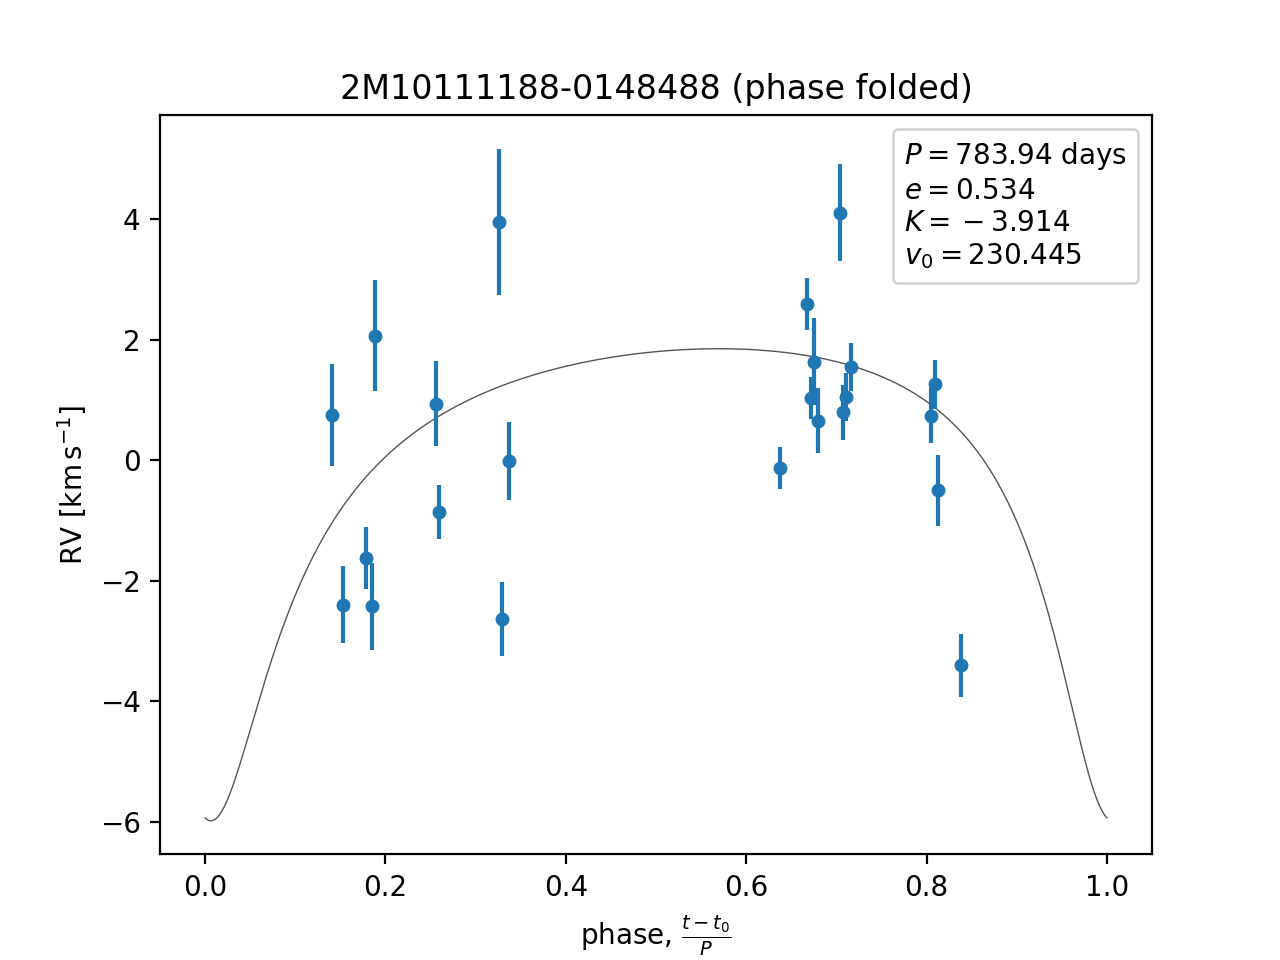 2M10111188-0148488 (phase folded)
P = 783.94 days
e = 0.534
K = −3.914
v₀ = 230.445
RV [km s⁻¹]
4
2
0
−2
−4
−6
0.0 0.2 0.4 0.6 0.8 1.0
phase, (t − t₀)/P